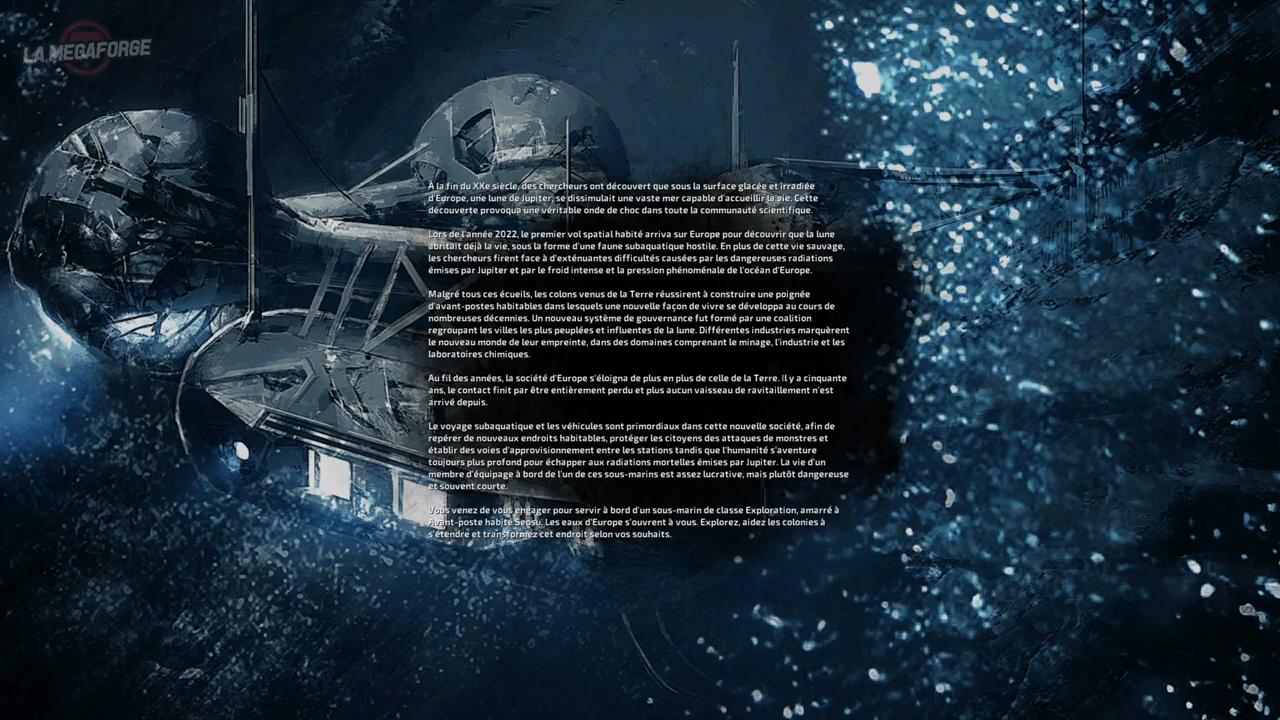 LA MEGAFORGE
À la fin du XXe siècle, des chercheurs ont découvert que sous la surface glacée et irradiée
d'Europe, une lune de Jupiter, se dissimulait une vaste mer capable d'accueillir la vie. Cette
découverte provoqua une véritable onde de choc dans toute la communauté scientifique.
Lors de l'année 2022, le premier vol spatial habité arriva sur Europe pour découvrir que la lune
abritait déjà la vie, sous la forme d'une faune subaquatique hostile. En plus de cette vie sauvage,
les chercheurs firent face à d'exténuantes difficultés causées par les dangereuses radiations
émises par Jupiter et par le froid intense et la pression phénoménale de l'océan d'Europe.
Malgré tous ces écueils, les colons venus de la Terre réussirent à construire une poignée
d'avant-postes habitables dans lesquels une nouvelle façon de vivre se développa au cours de
nombreuses décennies. Un nouveau système de gouvernance fut formé par une coalition
regroupant les villes les plus peuplées et influentes de la lune. Différentes industries marquèrent
le nouveau monde de leur empreinte, dans des domaines comprenant le minage, l'industrie et les
laboratoires chimiques.
Au fil des années, la société d'Europe s'éloigna de plus en plus de celle de la Terre. Il y a cinquante
ans, le contact finit par être entièrement perdu et plus aucun vaisseau de ravitaillement n'est
arrivé depuis.
Le voyage subaquatique et les véhicules sont primordiaux dans cette nouvelle société, afin de
repérer de nouveaux endroits habitables, protéger les citoyens des attaques de monstres et
établir des voies d'approvisionnement entre les stations tandis que l'humanité s'aventure
toujours plus profond pour échapper aux radiations mortelles émises par Jupiter. La vie d'un
membre d'équipage à bord de l'un de ces sous-marins est assez lucrative, mais plutôt dangereuse
et souvent courte.
Vous venez de vous engager pour servir à bord d'un sous-marin de classe Exploration, amarré à
Avant-poste habité Seosu. Les eaux d'Europe s'ouvrent à vous. Explorez, aidez les colonies à
s'étendre et transformez cet endroit selon vos souhaits.